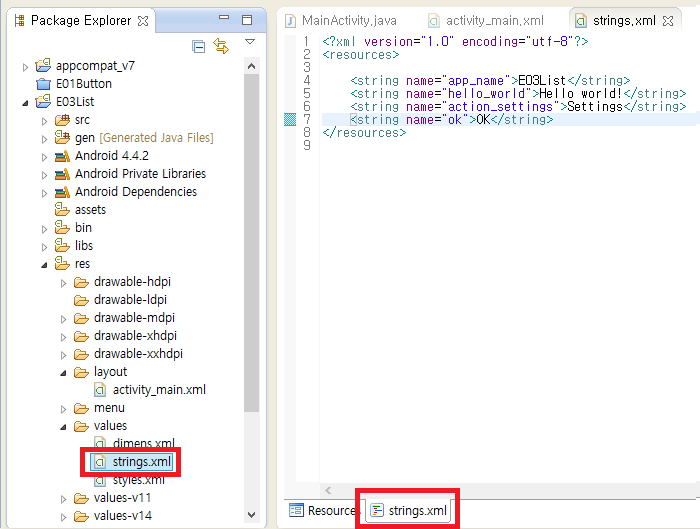 Package Explorer
appcompat_v7
E01Button
E03List
src
gen [Generated Java Files]
Android 4.4.2
Android Private Libraries
Android Dependencies
assets
bin
libs
res
drawable-hdpi
drawable-ldpi
drawable-mdpi
drawable-xhdpi
drawable-xxhdpi
layout
activity_main.xml
menu
values
dimens.xml
strings.xml
styles.xml
values-v11
values-v14
MainActivity.java
activity_main.xml
strings.xml
1 <?xml version="1.0" encoding="utf-8"?>
2 <resources>
3
4 <string name="app_name">E03List</string>
5 <string name="hello_world">Hello world!</string>
6 <string name="action_settings">Settings</string>
7 <string name="ok">OK</string>
8 </resources>
9
Resource
strings.xml